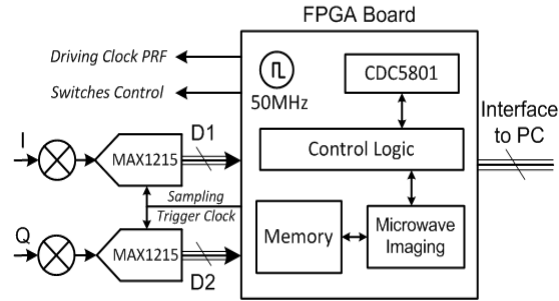 FPGA Board
Driving Clock PRF
Switches Control
50MHz
CDC5801
Interface
to PC
I
MAX1215
D1
Control Logic
Sampling
Trigger Clock
Q
MAX1215
D2
Memory
Microwave
Imaging